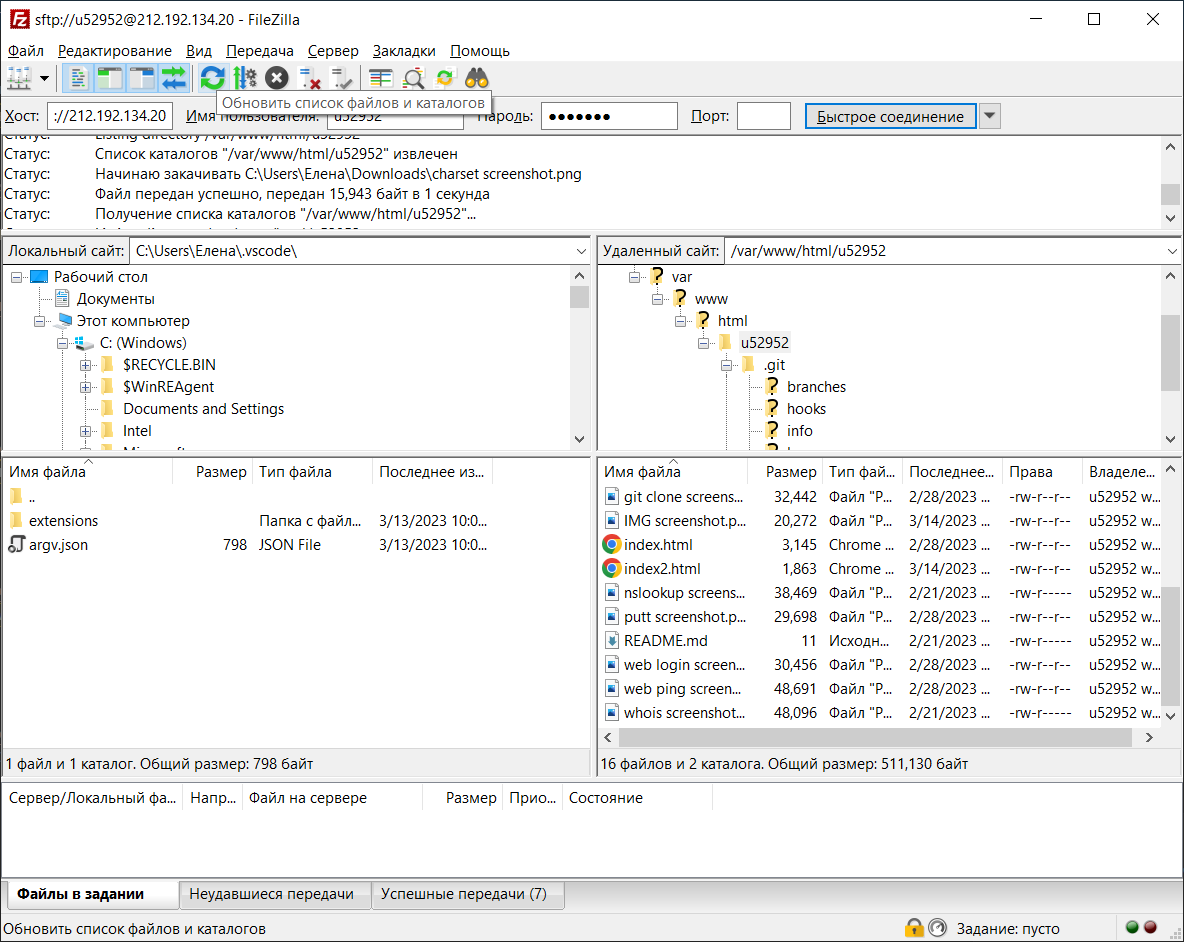 sftp://u52952@212.192.134.20 - FileZilla
Файл Редактирование Вид Передача Сервер Закладки Помощь
Обновить список файлов и каталогов
Хост: ://212.192.134.20 Имя пользователя: u52952 Пароль: ●●●●●●● Порт: Быстрое соединение
Статус: Listing directory /var/www/html/u52952
Статус: Список каталогов "/var/www/html/u52952" извлечен
Статус: Начинаю закачивать C:\Users\Елена\Downloads\charset screenshot.png
Статус: Файл передан успешно, передан 15,943 байт в 1 секунда
Статус: Получение списка каталогов "/var/www/html/u52952"...
Локальный сайт: C:\Users\Елена\.vscode\
Рабочий стол
Документы
Этот компьютер
C: (Windows)
$RECYCLE.BIN
$WinREAgent
Documents and Settings
Intel
Имя файла Размер Тип файла Последнее из...
..
extensions Папка с файл... 3/13/2023 10:0...
argv.json 798 JSON File 3/13/2023 10:0...
1 файл и 1 каталог. Общий размер: 798 байт
Удаленный сайт: /var/www/html/u52952
var
www
html
u52952
.git
branches
hooks
info
Имя файла Размер Тип фай... Последнее... Права Владеле...
git clone screens... 32,442 Файл "P... 2/28/2023 ... -rw-r--r-- u52952 w...
IMG screenshot.p... 20,272 Файл "P... 3/14/2023 ... -rw-r--r-- u52952 w...
index.html 3,145 Chrome ... 2/28/2023 ... -rw-r--r-- u52952 w...
index2.html 1,863 Chrome ... 3/14/2023 ... -rw-r--r-- u52952 w...
nslookup screens... 38,469 Файл "P... 2/21/2023 ... -rw-r----- u52952 w...
putt screenshot.p... 29,698 Файл "P... 2/28/2023 ... -rw-r--r-- u52952 w...
README.md 11 Исходн... 2/21/2023 ... -rw-r----- u52952 w...
web login screen... 30,456 Файл "P... 2/28/2023 ... -rw-r--r-- u52952 w...
web ping screen... 48,691 Файл "P... 2/28/2023 ... -rw-r--r-- u52952 w...
whois screenshot... 48,096 Файл "P... 2/21/2023 ... -rw-r----- u52952 w...
16 файлов и 2 каталога. Общий размер: 511,130 байт
Сервер/Локальный фа... Напр... Файл на сервере Размер Прио... Состояние
Файлы в задании Неудавшиеся передачи Успешные передачи (7)
Обновить список файлов и каталогов Задание: пусто